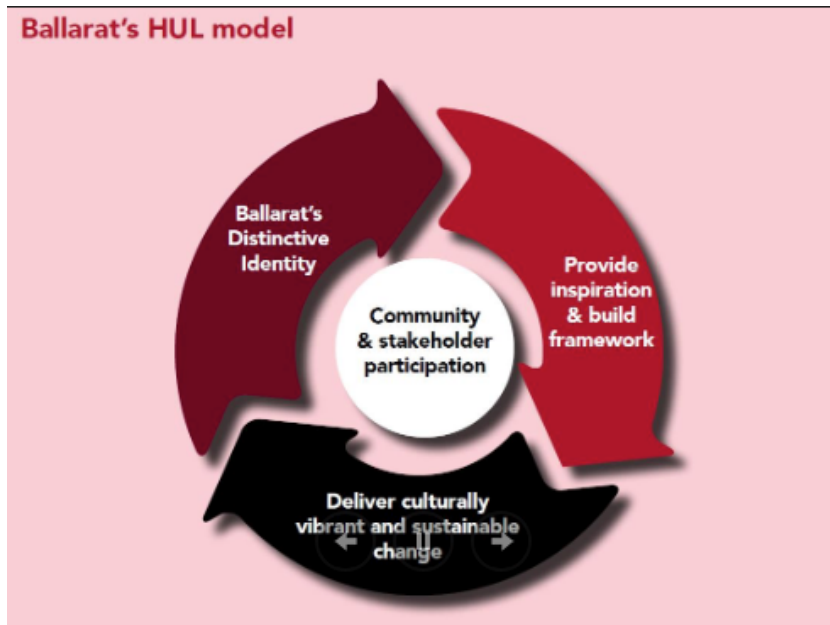 Ballarat's HUL model
Ballarat's
Distinctive
Identity
Provide
inspiration
& build
framework
Community
& stakeholder
participation
Deliver culturally
vibrant and sustainable
change